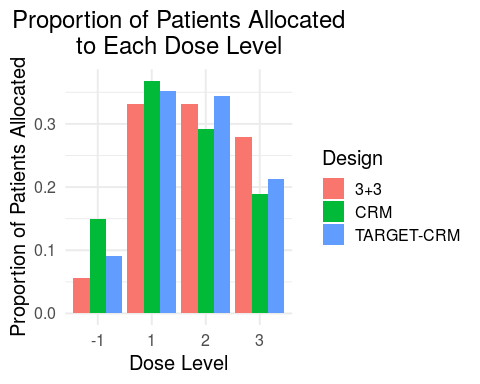 Proportion of Patients Allocated
to Each Dose Level
Proportion of Patients Allocated
0.3
0.2
0.1
0.0
-1 1 2 3
Dose Level
Design
3+3
CRM
TARGET-CRM